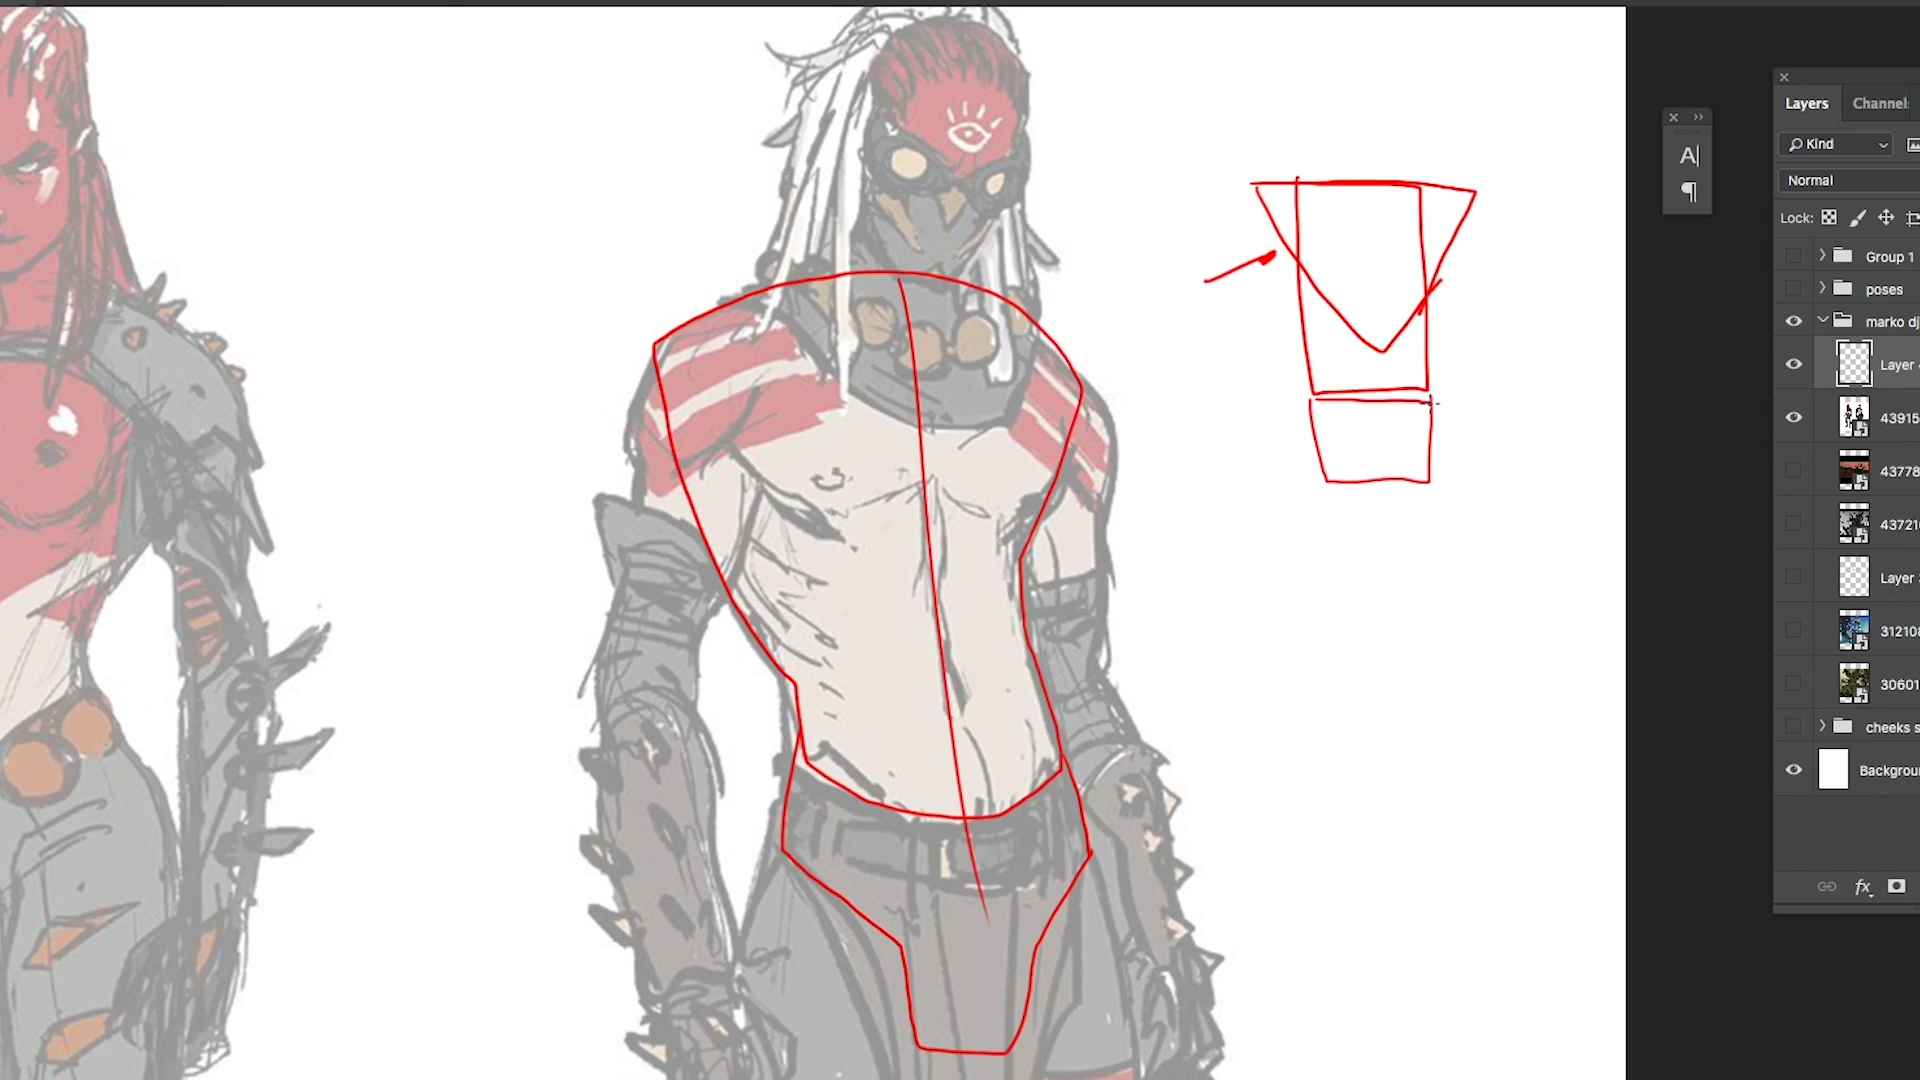 Layers Channel
A|
Kind
¶
Normal
Lock:
Group 1
poses
marko dj
Layer
43915
43778
43721
Layer
31210
30601
cheeks s
Backgrou
fx